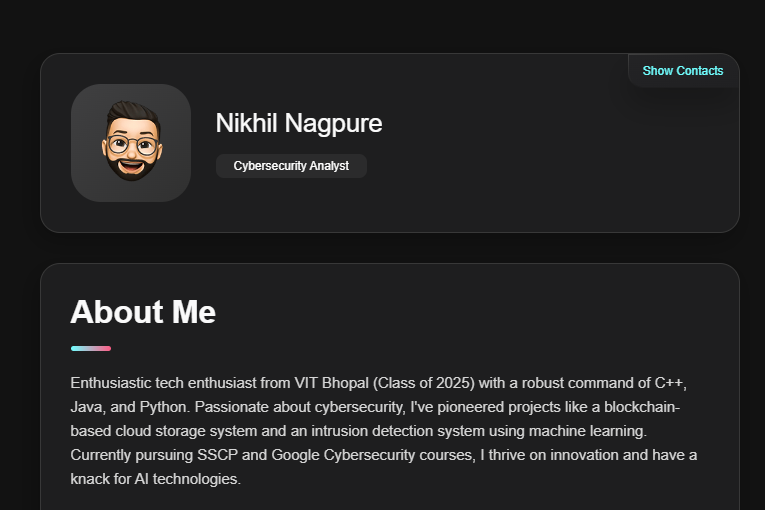 Show Contacts
Nikhil Nagpure
Cybersecurity Analyst
About Me
Enthusiastic tech enthusiast from VIT Bhopal (Class of 2025) with a robust command of C++,
Java, and Python. Passionate about cybersecurity, I've pioneered projects like a blockchain-
based cloud storage system and an intrusion detection system using machine learning.
Currently pursuing SSCP and Google Cybersecurity courses, I thrive on innovation and have a
knack for AI technologies.